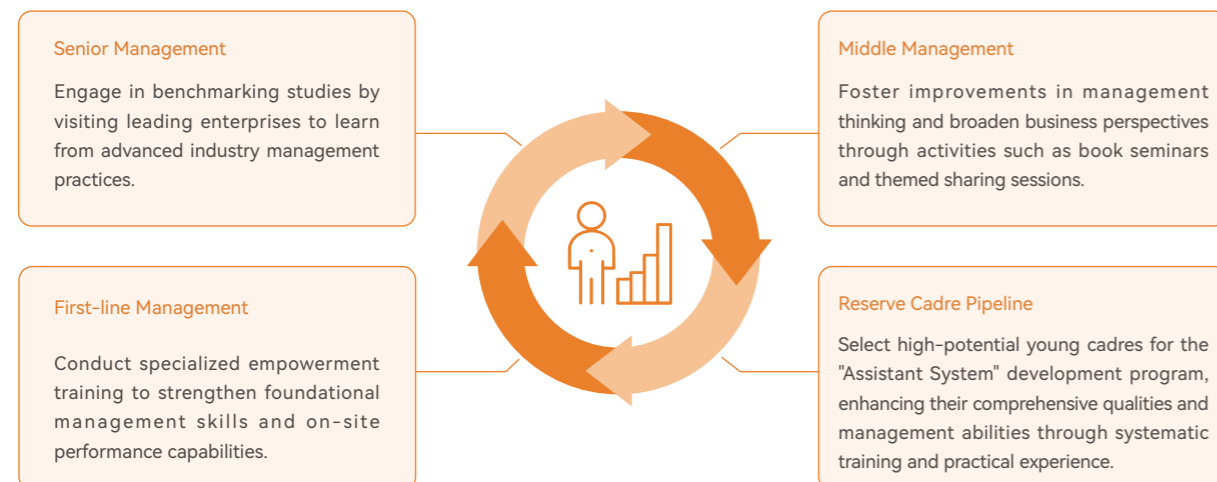 Senior Management
Engage in benchmarking studies by
visiting leading enterprises to learn
from advanced industry management
practices.
Middle Management
Foster improvements in management
thinking and broaden business perspectives
through activities such as book seminars
and themed sharing sessions.
First-line Management
Conduct specialized empowerment
training to strengthen foundational
management skills and on-site
performance capabilities.
Reserve Cadre Pipeline
Select high-potential young cadres for the
"Assistant System" development program,
enhancing their comprehensive qualities and
management abilities through systematic
training and practical experience.